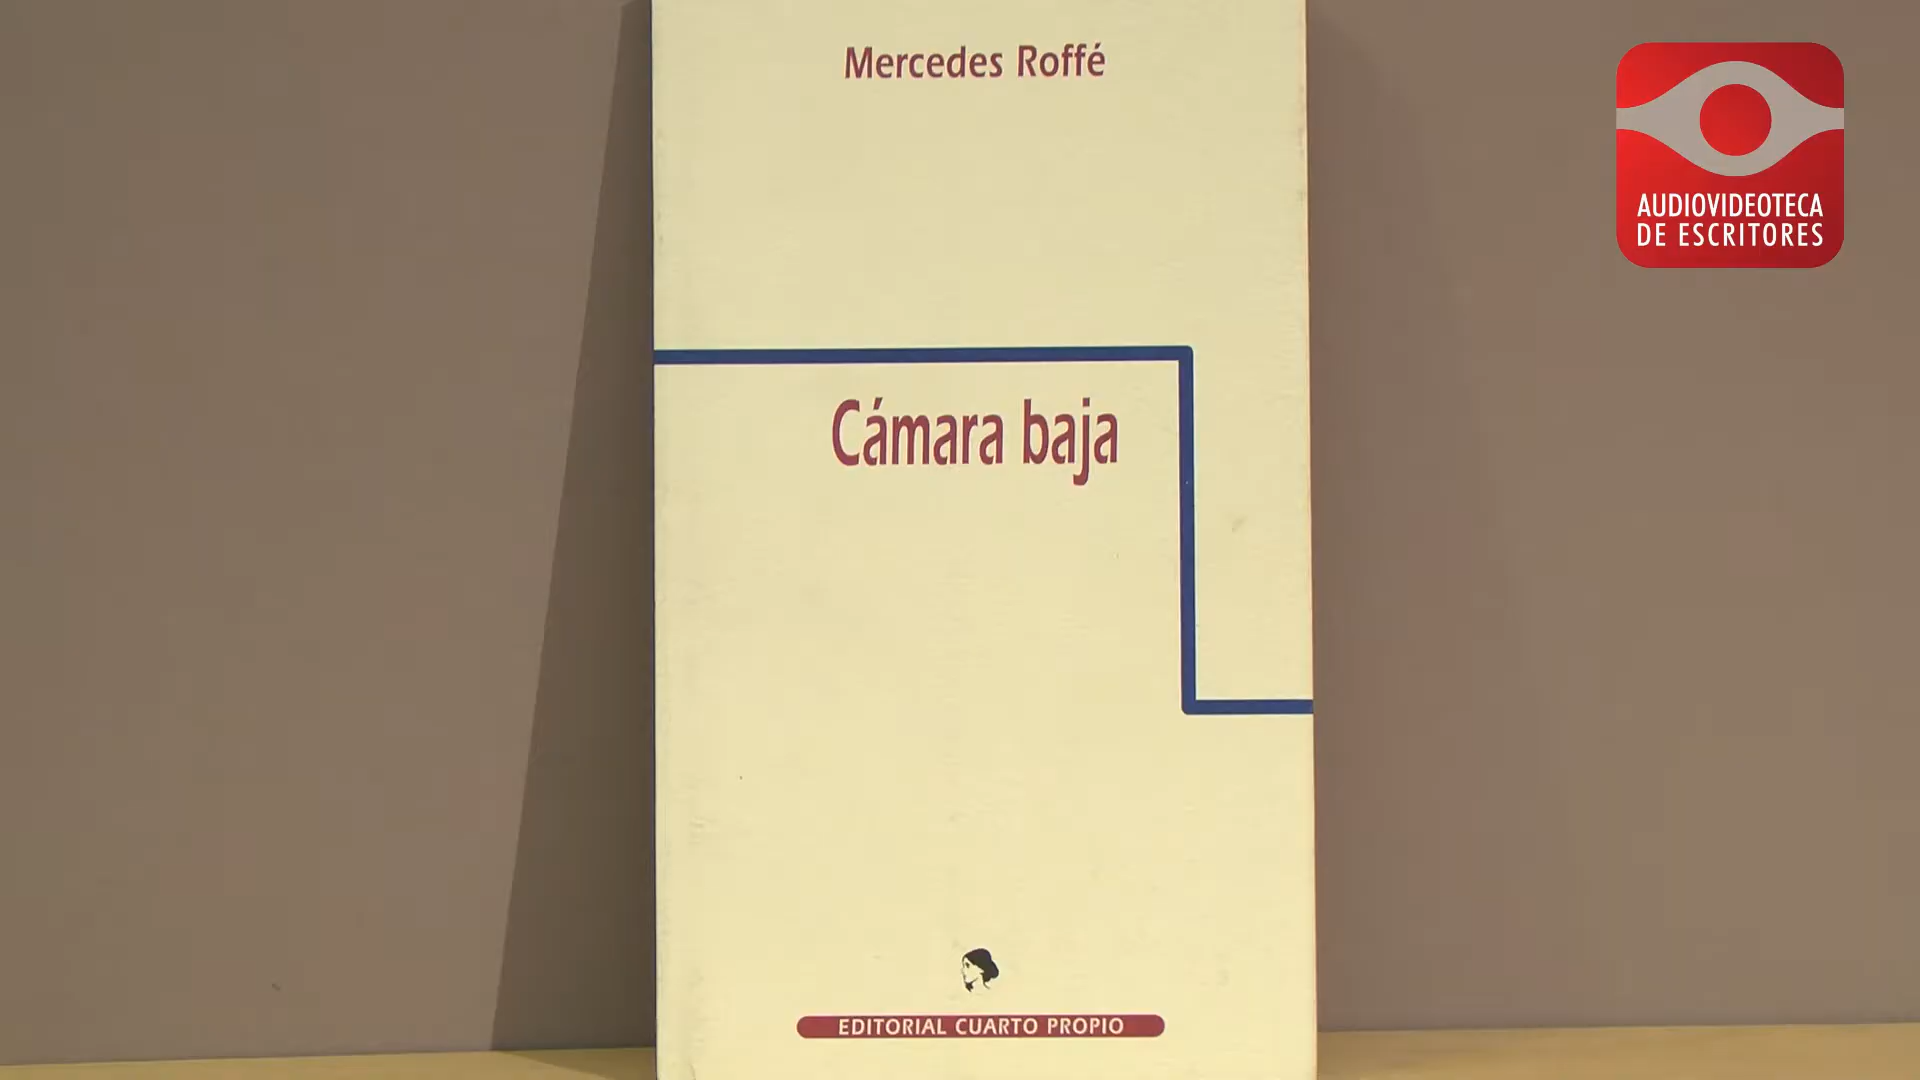 Mercedes Roffé
AUDIOVIDEOTECA
DE ESCRITORES
Cámara baja
EDITORIAL CUARTO PROPIO